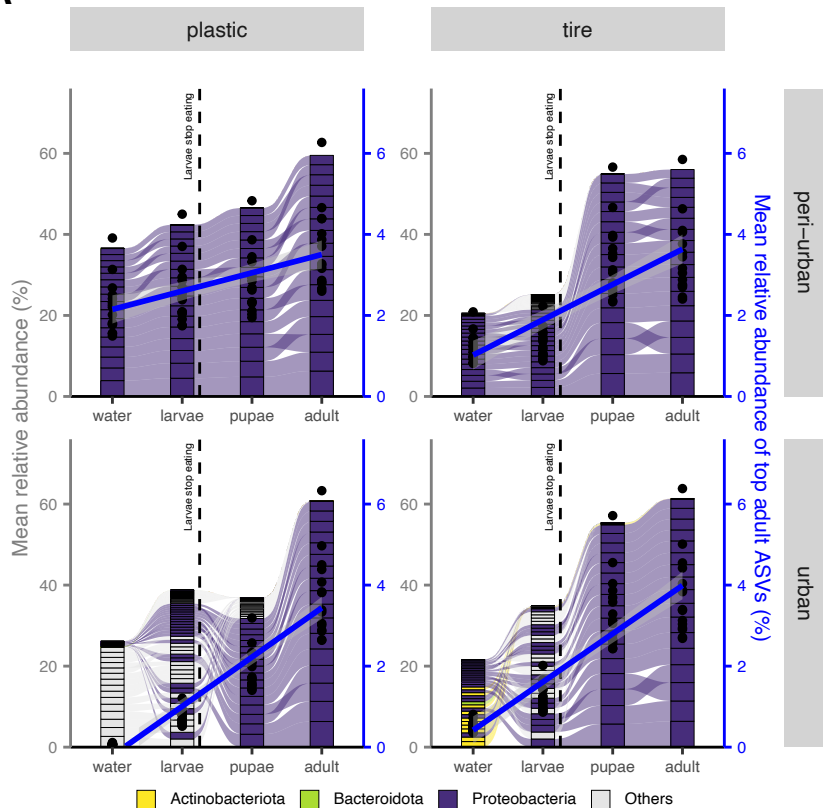 plastic
tire
Mean relative abundance (%)
60
40
20
0
Larvae stop eating
6
4
2
0
water larvae pupae adult
60
40
20
0
Larvae stop eating
6
4
2
0
water larvae pupae adult
peri−urban
60
40
20
0
Larvae stop eating
6
4
2
0
water larvae pupae adult
60
40
20
0
Larvae stop eating
6
4
2
0
water larvae pupae adult
Mean relative abundance of top adult ASVs (%)
urban
Actinobacteriota Bacteroidota Proteobacteria Others